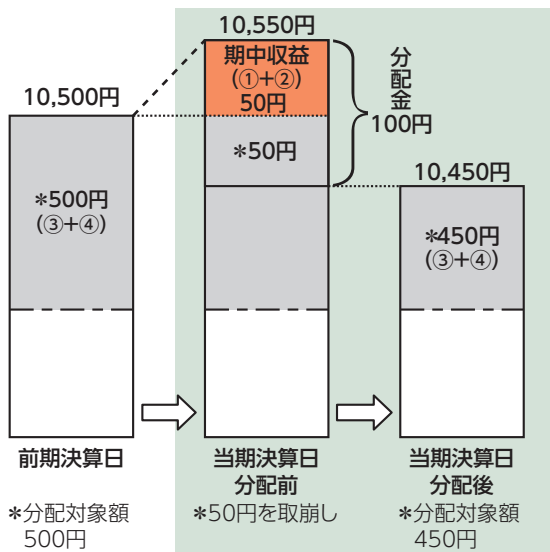 10,500円
*500円
(③+④)
前期決算日
*分配対象額
500円
10,550円
期中収益
(①+②)
50円
*50円
分配金
100円
当期決算日
分配前
*50円を取崩し
10,450円
*450円
(③+④)
当期決算日
分配後
*分配対象額
450円